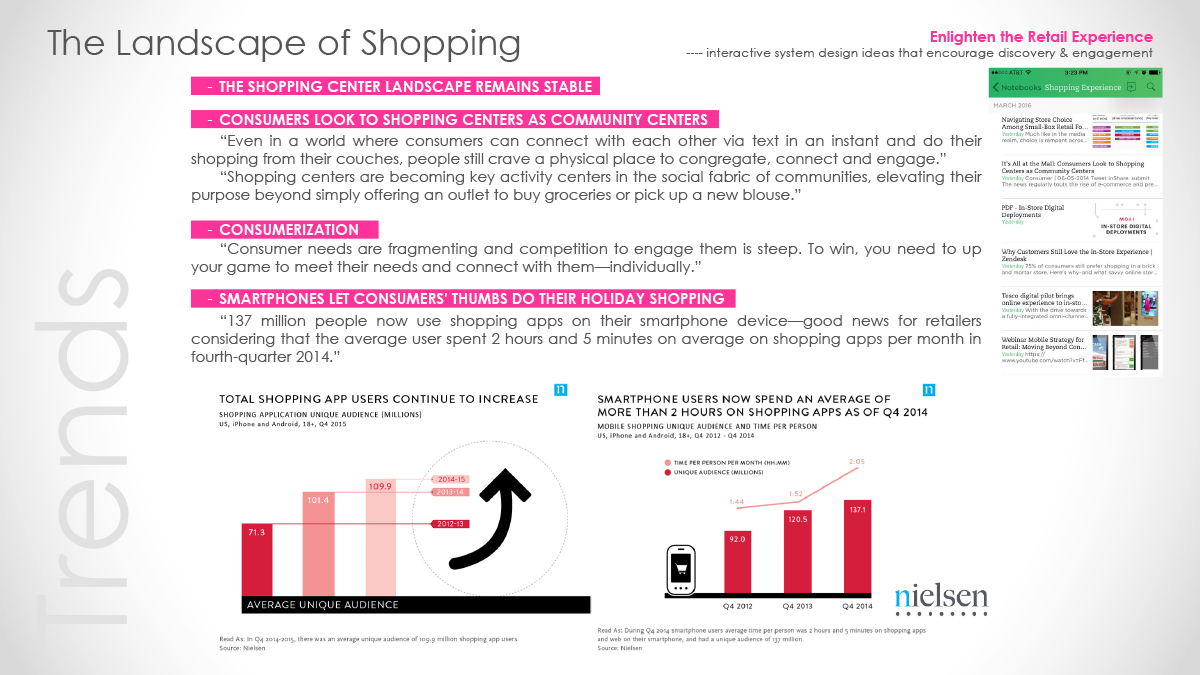 The Landscape of Shopping
Enlighten the Retail Experience
---- interactive system design ideas that encourage discovery & engagement
- THE SHOPPING CENTER LANDSCAPE REMAINS STABLE
- CONSUMERS LOOK TO SHOPPING CENTERS AS COMMUNITY CENTERS
“Even in a world where consumers can connect with each other via text in an instant and do their
shopping from their couches, people still crave a physical place to congregate, connect and engage.”
“Shopping centers are becoming key activity centers in the social fabric of communities, elevating their
purpose beyond simply offering an outlet to buy groceries or pick up a new blouse.”
- CONSUMERIZATION
“Consumer needs are fragmenting and competition to engage them is steep. To win, you need to up
your game to meet their needs and connect with them—individually.”
- SMARTPHONES LET CONSUMERS' THUMBS DO THEIR HOLIDAY SHOPPING
“137 million people now use shopping apps on their smartphone device—good news for retailers
considering that the average user spent 2 hours and 5 minutes on average on shopping apps per month in
fourth-quarter 2014.”
Trends
AT&T
3:23 PM
Notebooks
Shopping Experience
MARCH 2016
Navigating Store Choice
Among Small-Box Retail Fo...
Yesterday Much like in the media
realm, choice is rampant across...
It's All at the Mall: Consumers Look to Shopping
Centers as Community Centers
Yesterday Consumer | 06-05-2014 Tweet inShare. submit
The news regularly touts the rise of e-commerce and pre...
PDF - In-Store Digital
Deployments
Yesterday
IN-STORE DIGITAL
DEPLOYMENTS
Why Customers Still Love the In-Store Experience |
Zendesk
Yesterday 75% of consumers still prefer shopping in a brick
and mortar store. Here's why-and what savvy online stor...
Tesco digital pilot brings
online experience to in-sto...
Yesterday With the drive towards
a fully-integrated omni-channe...
Webinar Mobile Strategy for
Retail: Moving Beyond Con...
Yesterday https://
n
TOTAL SHOPPING APP USERS CONTINUE TO INCREASE
SHOPPING APPLICATION UNIQUE AUDIENCE (MILLIONS)
US, iPhone and Android, 18+, Q4 2015
71.3
101.4
109.9
2014-15
2013-14
2012-13
AVERAGE UNIQUE AUDIENCE
Read As: In Q4 2014-2015, there was an average unique audience of 109.9 million shopping app users.
Source: Nielsen
n
SMARTPHONE USERS NOW SPEND AN AVERAGE OF
MORE THAN 2 HOURS ON SHOPPING APPS AS OF Q4 2014
MOBILE SHOPPING UNIQUE AUDIENCE AND TIME PER PERSON
US, iPhone and Android, 18+, Q4 2012 - Q4 2014
TIME PER PERSON PER MONTH (HH:MM)
UNIQUE AUDIENCE (MILLIONS)
1:44
1:52
2:05
92.0
120.5
137.1
Q4 2012
Q4 2013
Q4 2014
Read As: During Q4 2014 smartphone users average time per person was 2 hours and 5 minutes on shopping apps
and web on their smartphone, and had a unique audience of 137 million.
Source: Nielsen
nielsen